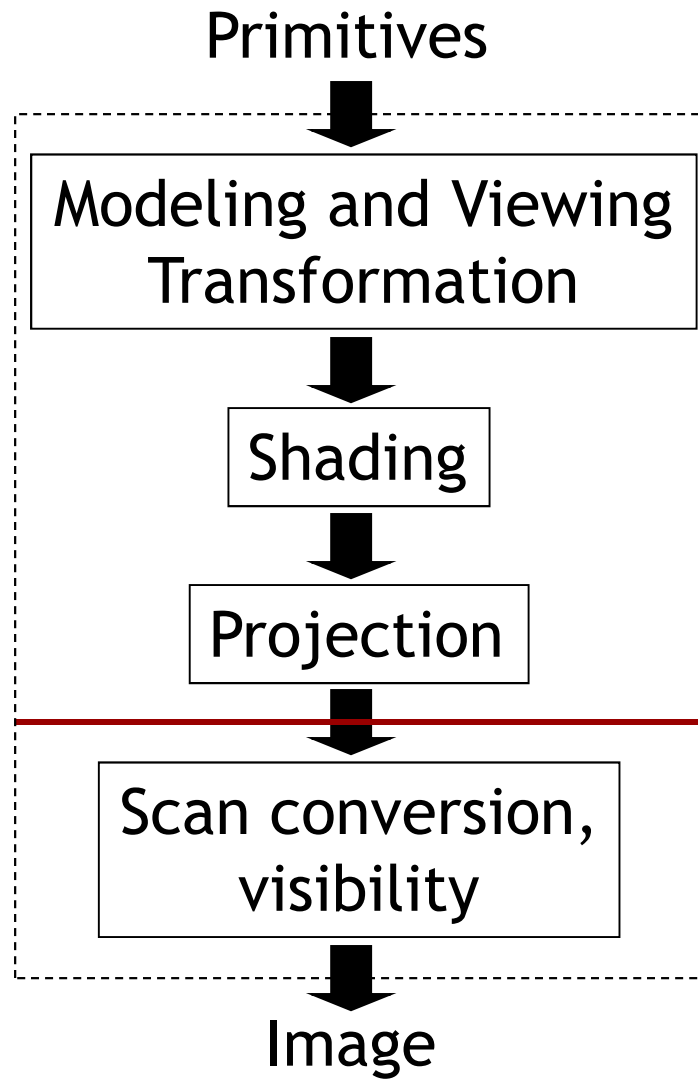 Primitives
Modeling and Viewing
Transformation
Shading
Projection
Scan conversion,
visibility
Image